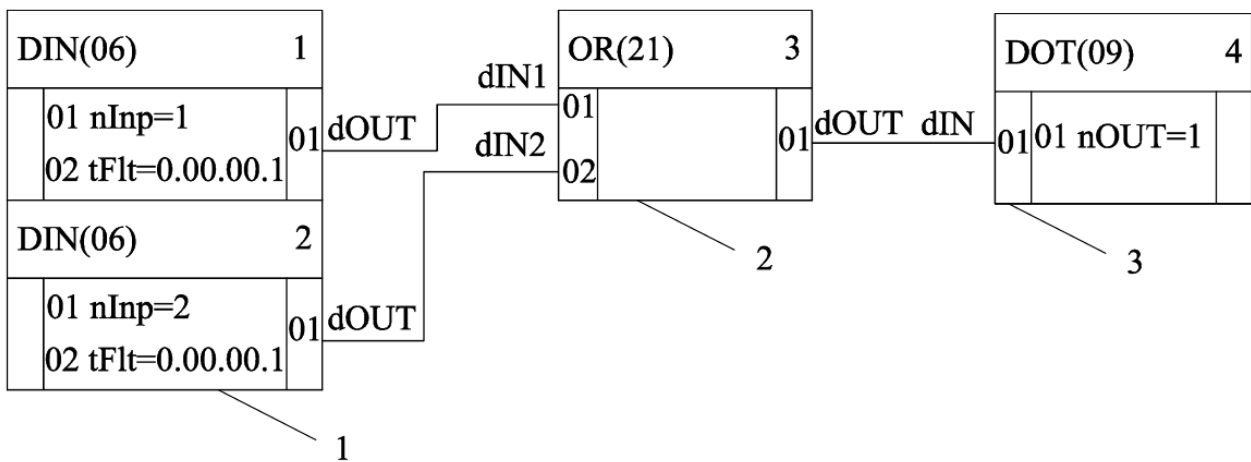 DIN(06) 1
01 nInp=1
02 tFlt=0.00.00.1
01 dOUT
DIN(06) 2
01 nInp=2
02 tFlt=0.00.00.1
01 dOUT
1
dIN1
dIN2
OR(21) 3
01
02
01 dOUT
2
dIN
DOT(09) 4
01 01 nOUT=1
3